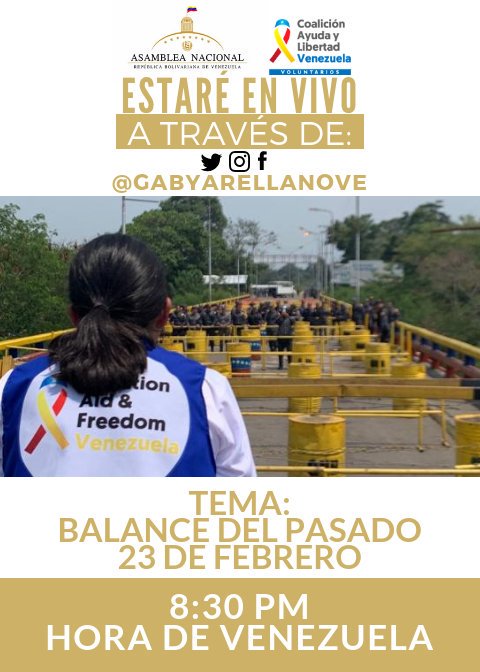 ASAMBLEA NACIONAL
REPÚBLICA BOLIVARIANA DE VENEZUELA
Coalición
Ayuda y
Libertad
Venezuela
VOLUNTARIOS
ESTARÉ EN VIVO
A TRAVÉS DE:
@GABYARELLANOVE
Aid &
Freedom
Venezuela
TEMA:
BALANCE DEL PASADO
23 DE FEBRERO
8:30 PM
HORA DE VENEZUELA